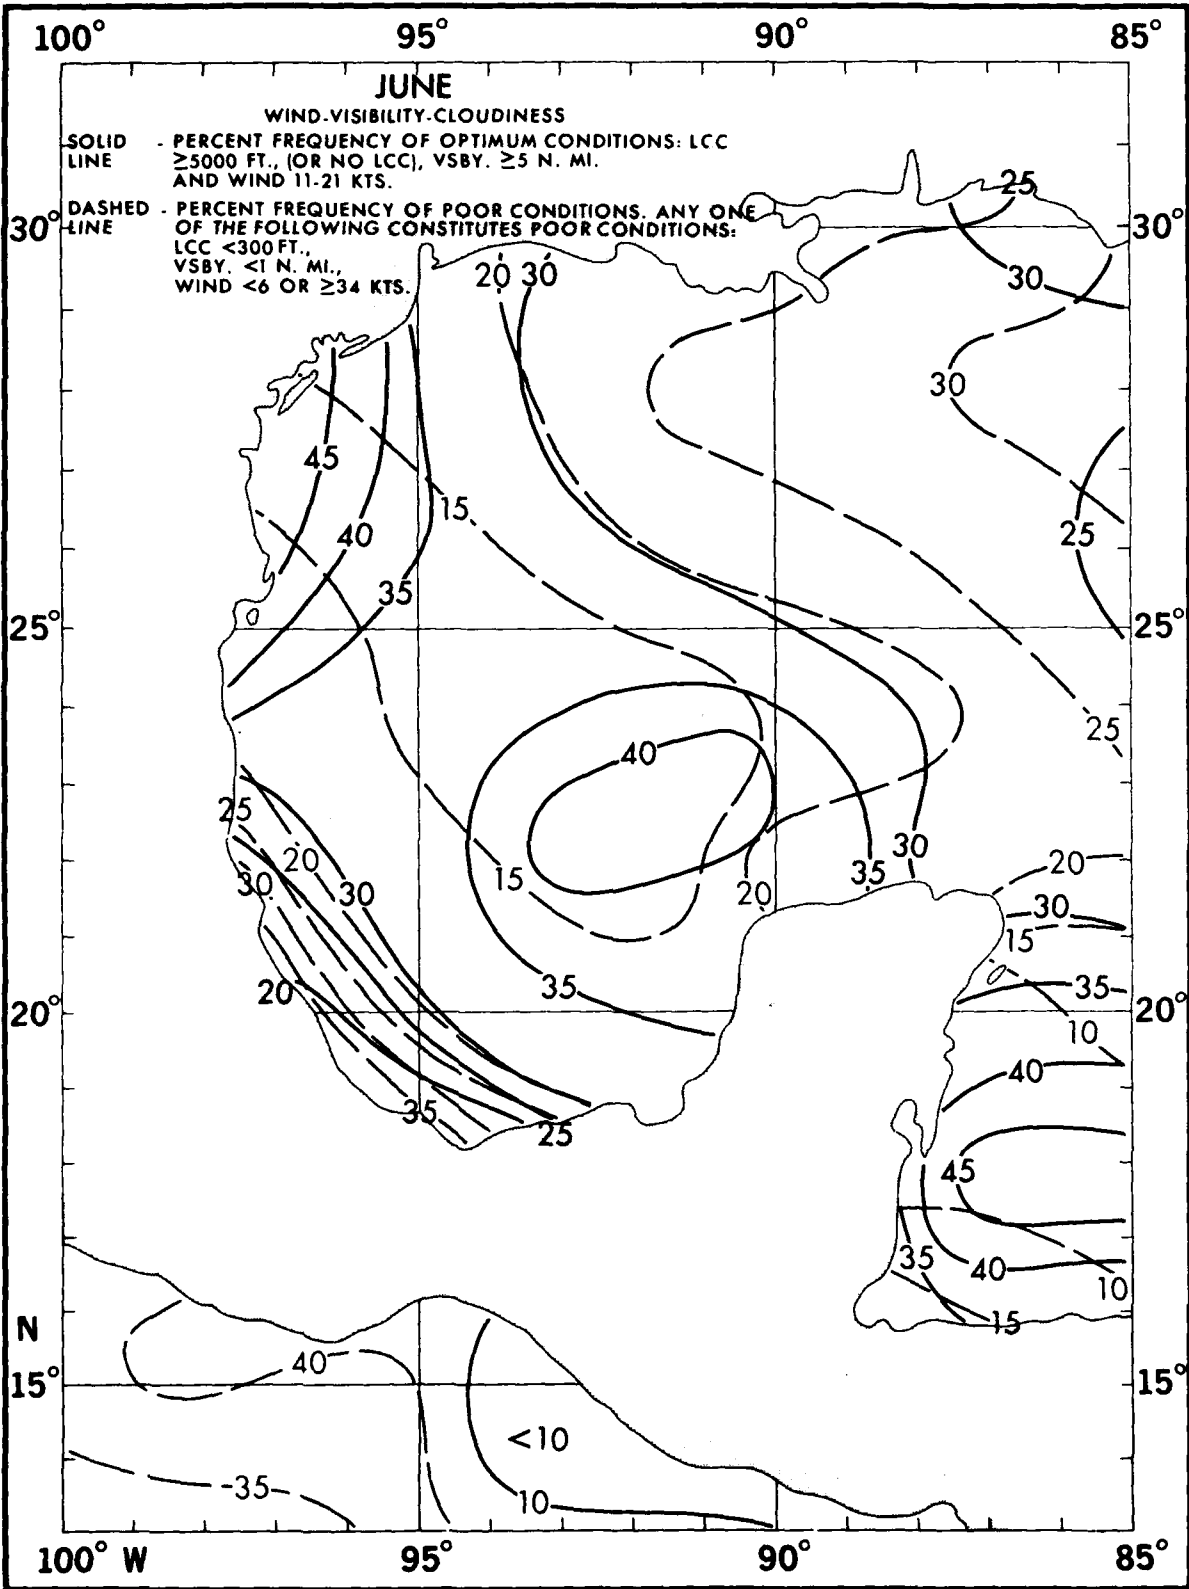 100° 95° 90° 85°
JUNE
WIND-VISIBILITY-CLOUDINESS
SOLID LINE - PERCENT FREQUENCY OF OPTIMUM CONDITIONS: LCC
≥5000 FT., (OR NO LCC), VSBY. ≥5 N. MI.
AND WIND 11-21 KTS.
DASHED LINE - PERCENT FREQUENCY OF POOR CONDITIONS. ANY ONE
OF THE FOLLOWING CONSTITUTES POOR CONDITIONS:
LCC <300 FT.,
VSBY. <1 N. MI.,
WIND <6 OR ≥34 KTS.
25
30° 30°
20 30 30
30
45
15
40 25
35
25° 25°
25
40
25
20 30
20
35
30 30 15 20
20
30
15
35 35
20
20° 20°
10
40
35
25
45
35
40
10
N 15
40
15° 15°
<10
35
10
100° W 95° 90° 85°